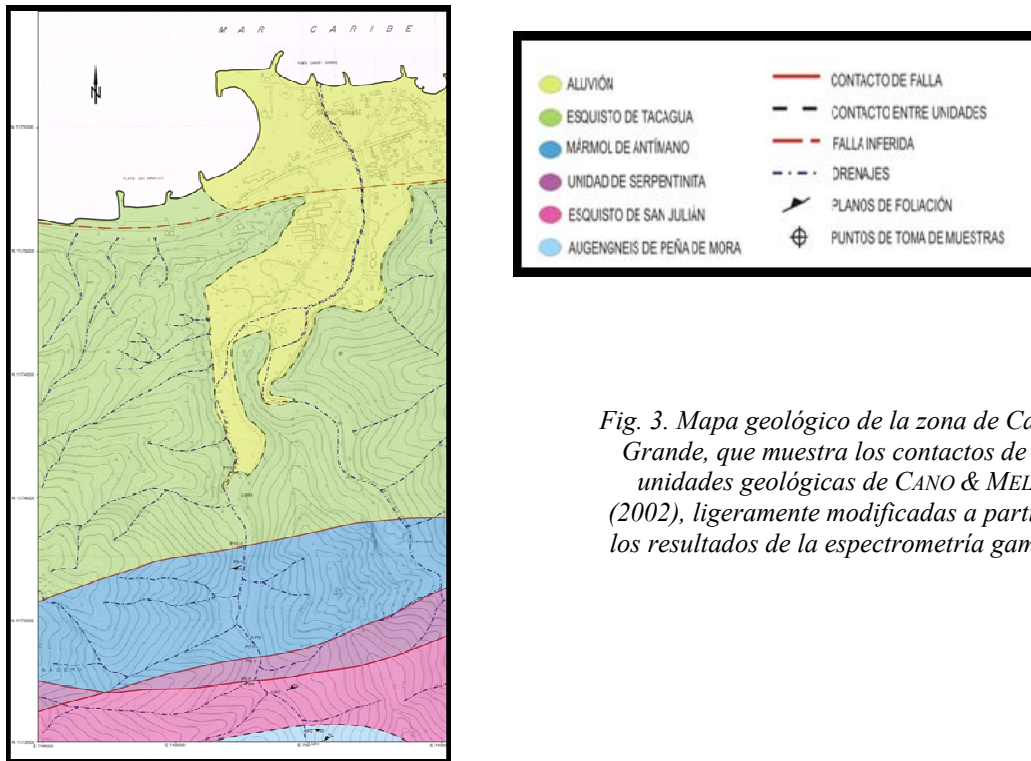 MAR CARIBE
N
ALUVIÓN
ESQUISTO DE TACAGUA
MÁRMOL DE ANTÍMANO
UNIDAD DE SERPENTINITA
ESQUISTO DE SAN JULIÁN
AUGENGNEIS DE PEÑA DE MORA
CONTACTO DE FALLA
CONTACTO ENTRE UNIDADES
FALLA INFERIDA
DRENAJES
PLANOS DE FOLIACIÓN
PUNTOS DE TOMA DE MUESTRAS
Fig. 3. Mapa geológico de la zona de Ca
Grande, que muestra los contactos de
unidades geológicas de CANO & MEL
(2002), ligeramente modificadas a parti
los resultados de la espectrometría gam